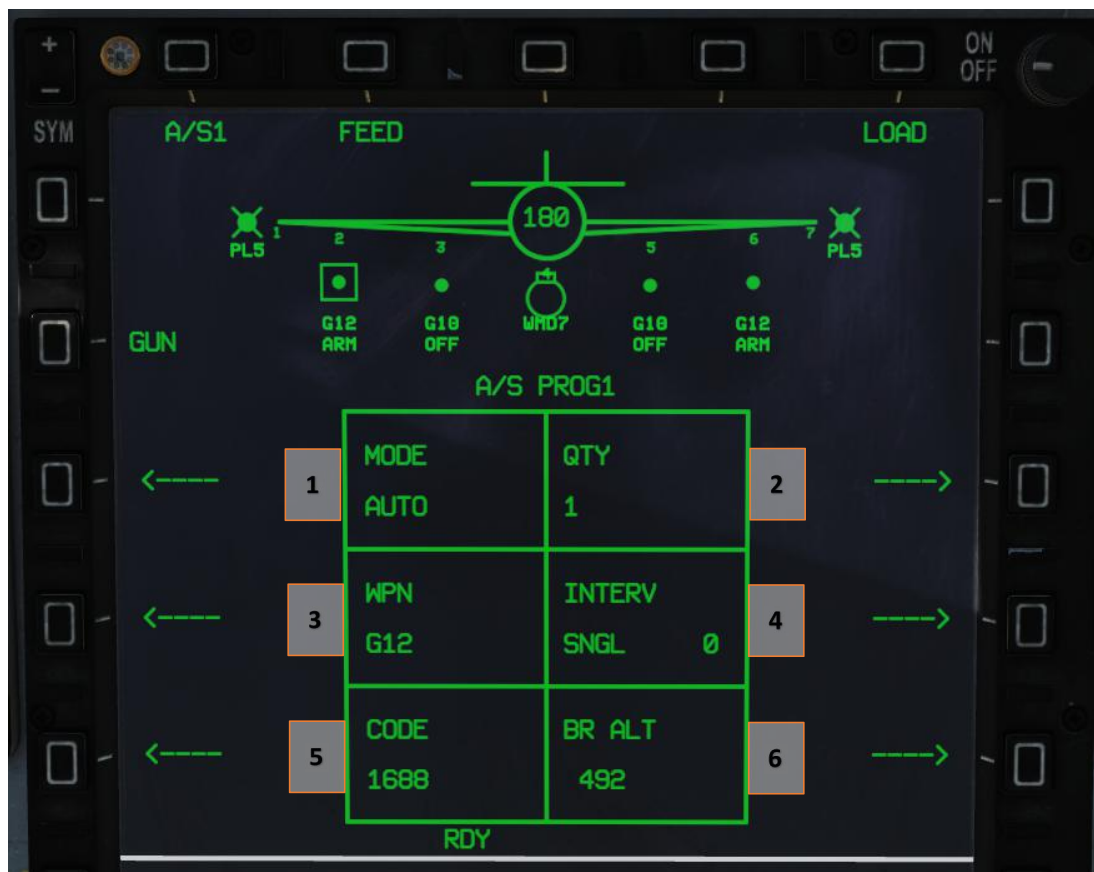 +
-
SYM
ON
OFF
A/S1 FEED LOAD
180
1 2 3 4 5 6 7
PL5 PL5
G12 G10 WMD7 G10 G12
ARM OFF OFF ARM
GUN
A/S PROG1
MODE QTY
1 2
<---- AUTO 1 ---->
WPN INTERV
3 4
<---- G12 SNGL 0 ---->
CODE BR ALT
5 6
<---- 1688 492 ---->
RDY